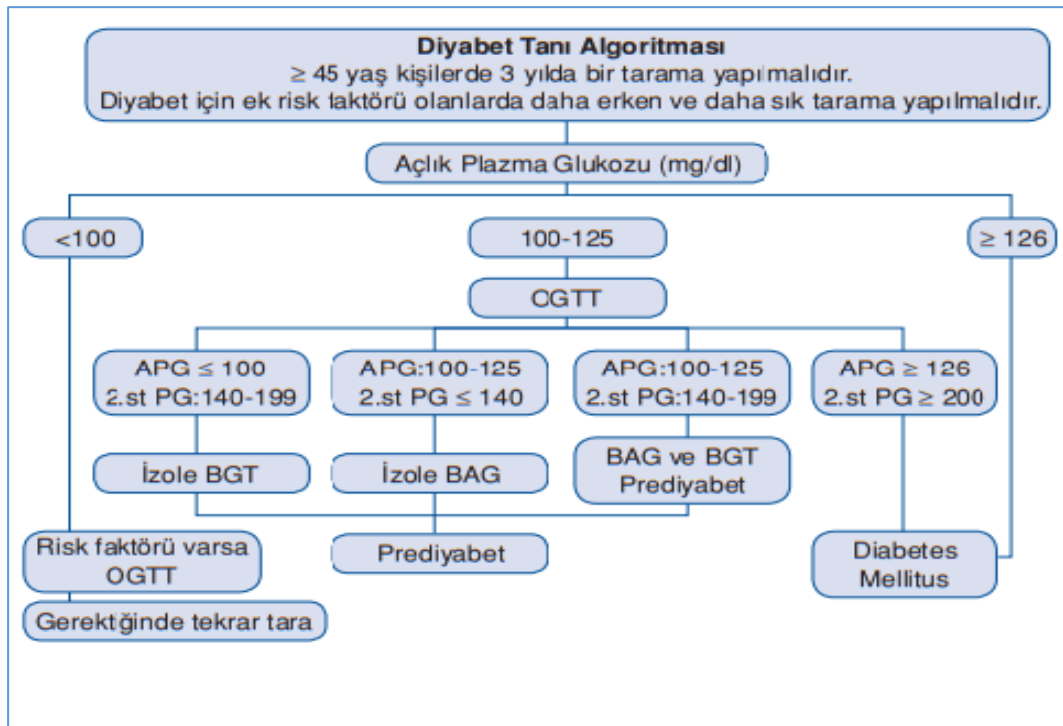 Diyabet Tanı Algoritması
≥ 45 yaş kişilerde 3 yılda bir tarama yapılmalıdır.
Diyabet için ek risk faktörü olanlarda daha erken ve daha sık tarama yapılmalıdır.
Açlık Plazma Glukozu (mg/dl)
<100
100-125
≥ 126
OGTT
APG ≤ 100
2.st PG:140-199
APG:100-125
2.st PG ≤ 140
APG:100-125
2.st PG:140-199
APG ≥ 126
2.st PG ≥ 200
İzole BGT
İzole BAG
BAG ve BGT
Prediyabet
Risk faktörü varsa
OGTT
Prediyabet
Diabetes
Mellitus
Gerektiğinde tekrar tara